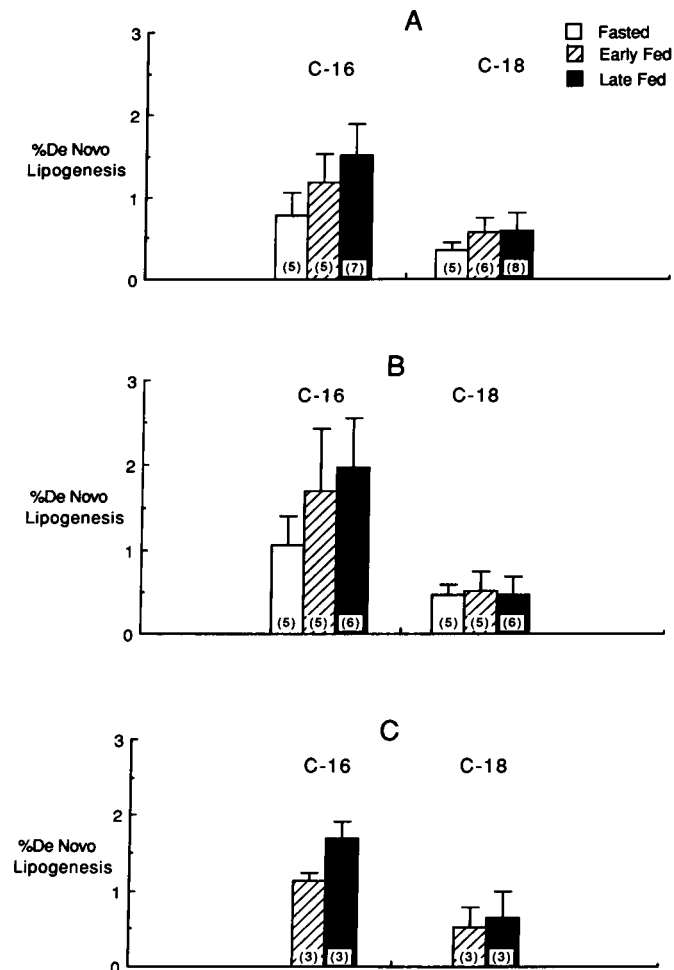 A
Fasted
Early Fed
Late Fed
3
2
1
0
%De Novo
Lipogenesis
C-16
C-18
(5) (5) (7) (5) (6) (8)
B
3
2
1
0
%De Novo
Lipogenesis
C-16
C-18
(5) (5) (6) (5) (5) (6)
C
3
2
1
0
%De Novo
Lipogenesis
C-16
C-18
(3) (3) (3) (3)